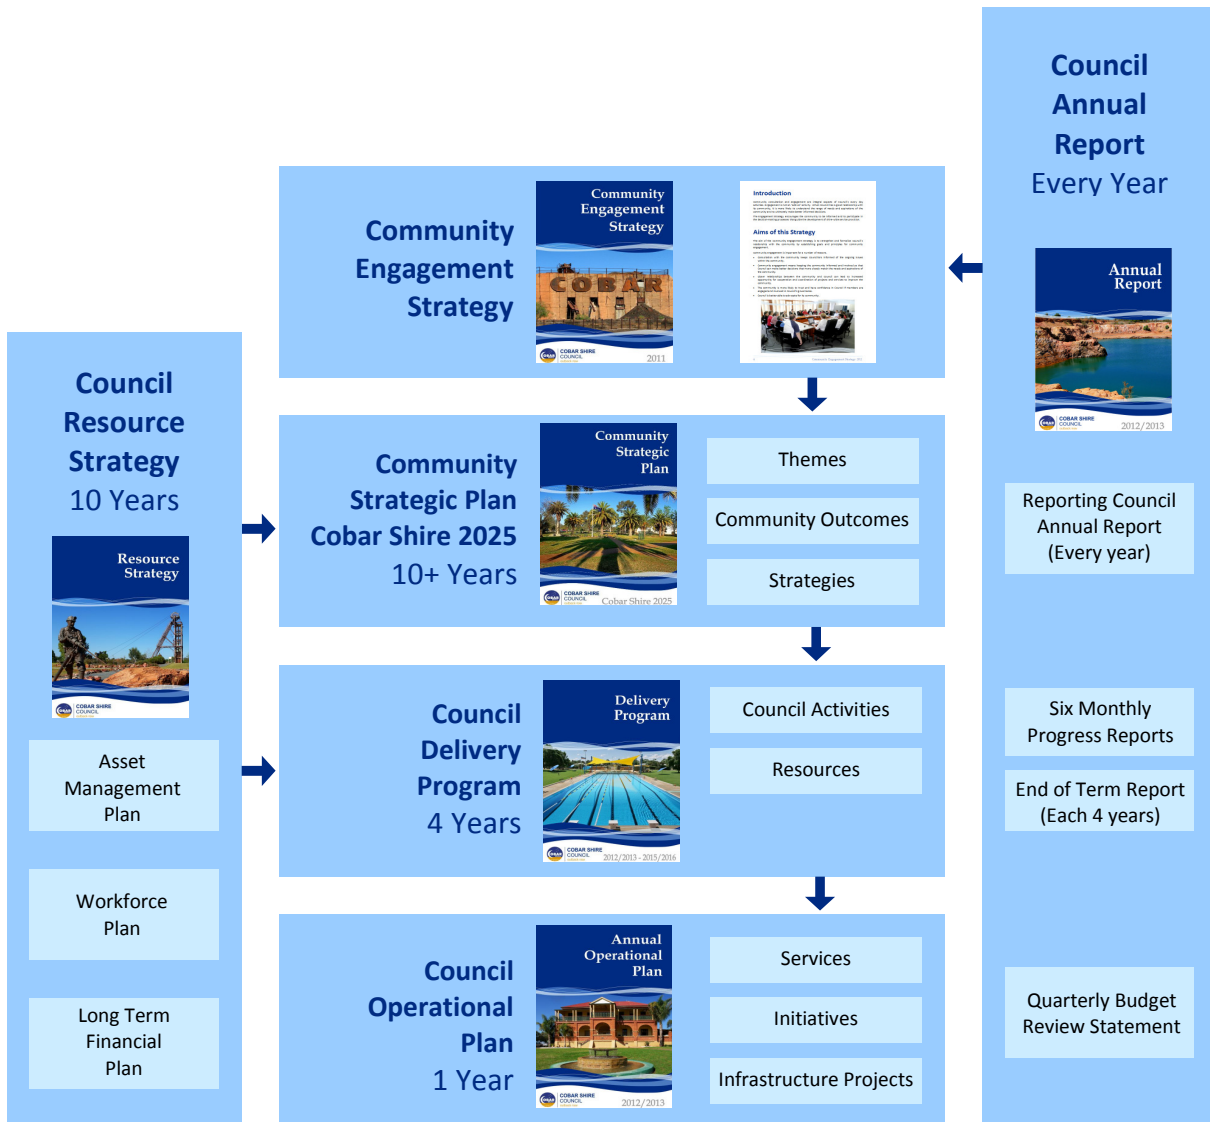 Council
Annual
Report
Every Year
Annual
Report
COBAR SHIRE
COUNCIL
2012/2013
Reporting Council
Annual Report
(Every year)
Six Monthly
Progress Reports
End of Term Report
(Each 4 years)
Quarterly Budget
Review Statement
Community
Engagement
Strategy
Community
Engagement
Strategy
COBAR
COBAR SHIRE
COUNCIL
2011
Introduction
Aims of this Strategy
Council
Resource
Strategy
10 Years
Resource
Strategy
COBAR SHIRE
COUNCIL
Asset
Management
Plan
Workforce
Plan
Long Term
Financial
Plan
Community
Strategic Plan
Cobar Shire 2025
10+ Years
Community
Strategic
Plan
COBAR SHIRE
COUNCIL
Cobar Shire 2025
Themes
Community Outcomes
Strategies
Council
Delivery
Program
4 Years
Delivery
Program
COBAR SHIRE
COUNCIL
2012/2013 - 2015/2016
Council Activities
Resources
Council
Operational
Plan
1 Year
Annual
Operational
Plan
COBAR SHIRE
COUNCIL
2012/2013
Services
Initiatives
Infrastructure Projects